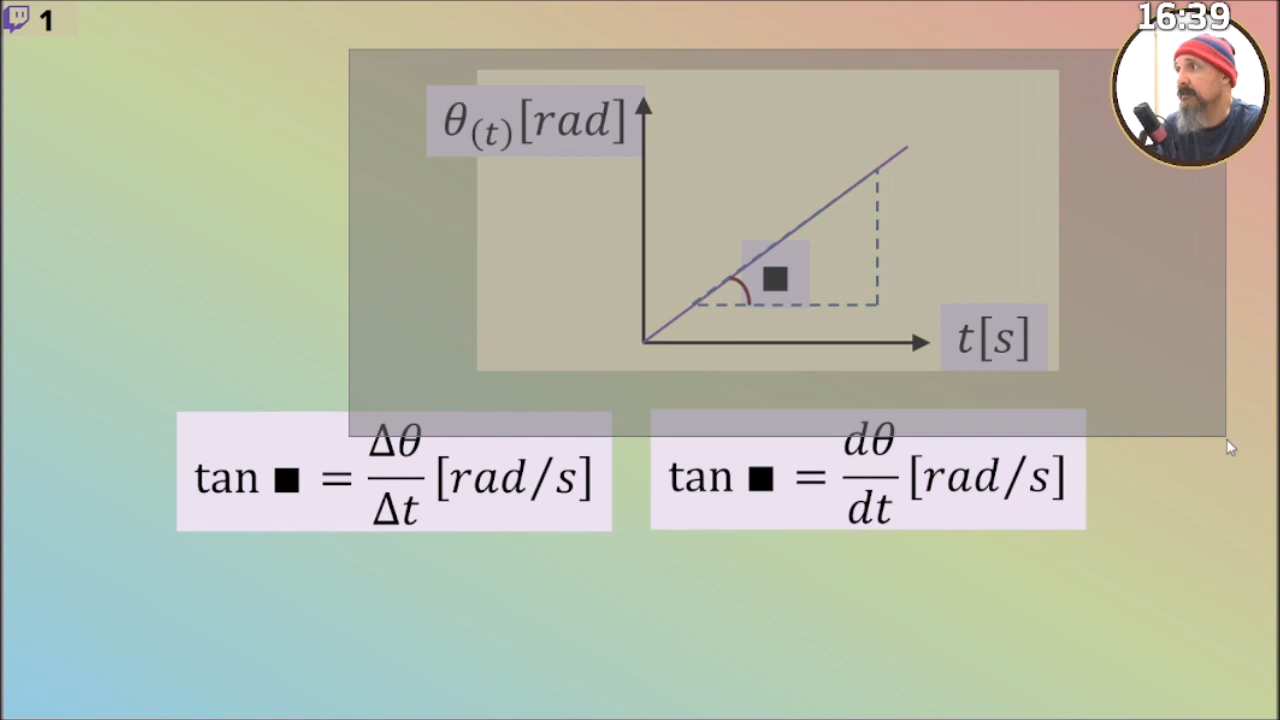 1
16:39
θ(t)[rad]
■
t[s]
tan ■ = Δθ/Δt [rad/s]
tan ■ = dθ/dt [rad/s]